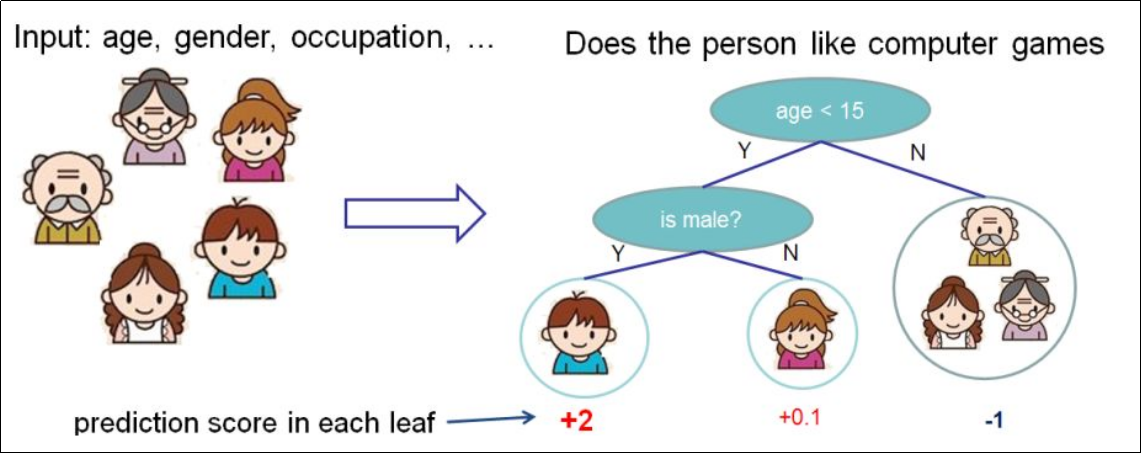 Input: age, gender, occupation, ...
Does the person like computer games
age < 15
Y
N
is male?
Y
N
prediction score in each leaf
+2
+0.1
-1